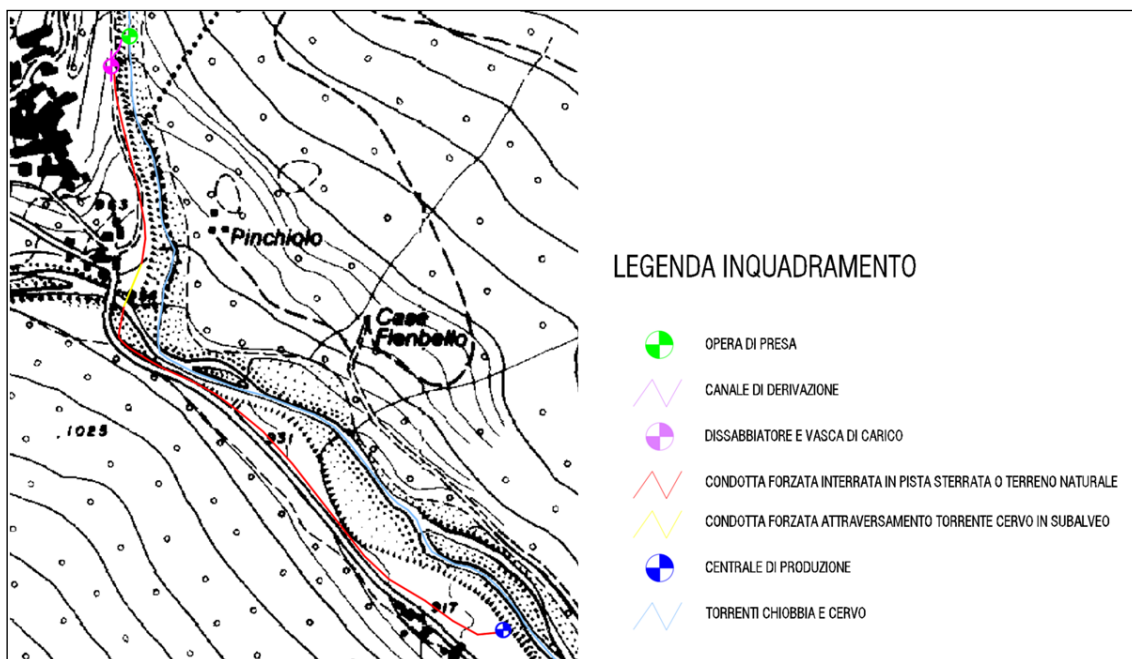 963
Pinchiolo
Case
Flenbello
1025
931
917
LEGENDA INQUADRAMENTO
OPERA DI PRESA
CANALE DI DERIVAZIONE
DISSABBIATORE E VASCA DI CARICO
CONDOTTA FORZATA INTERRATA IN PISTA STERRATA O TERRENO NATURALE
CONDOTTA FORZATA ATTRAVERSAMENTO TORRENTE CERVO IN SUBALVEO
CENTRALE DI PRODUZIONE
TORRENTI CHIOBBIA E CERVO